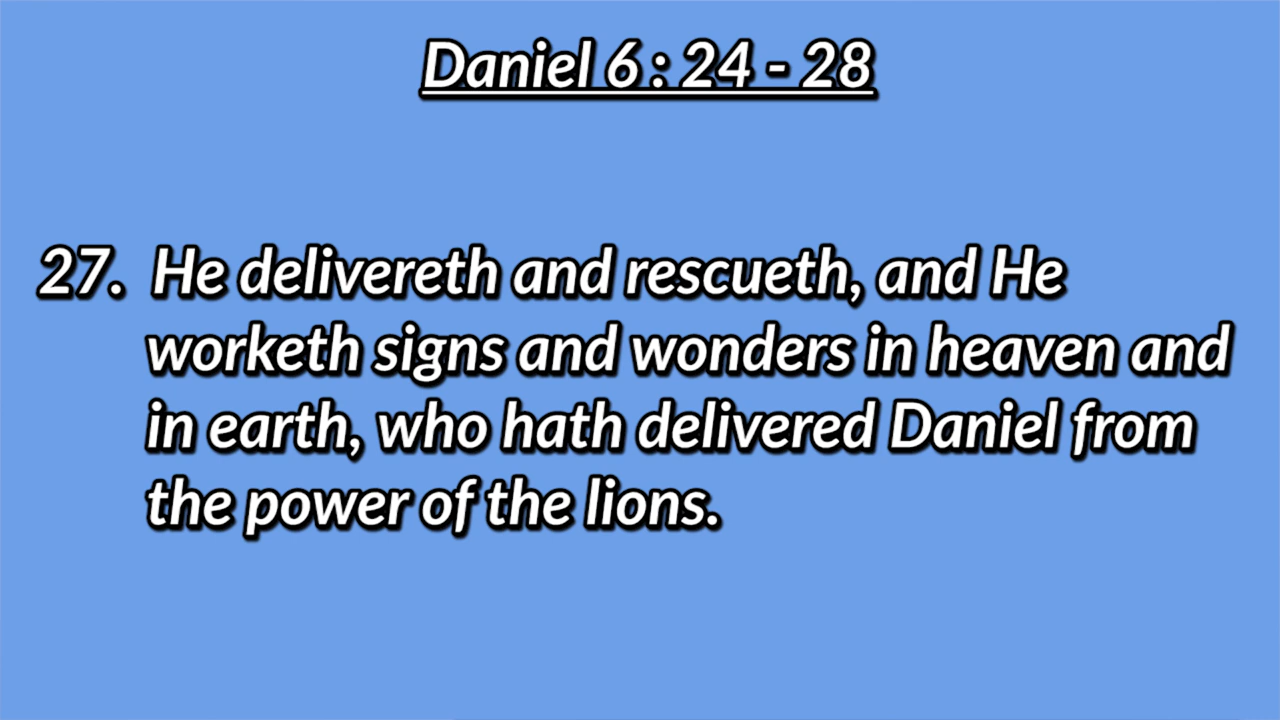 Daniel 6 : 24 - 28
27. He delivereth and rescueth, and He
worketh signs and wonders in heaven and
in earth, who hath delivered Daniel from
the power of the lions.